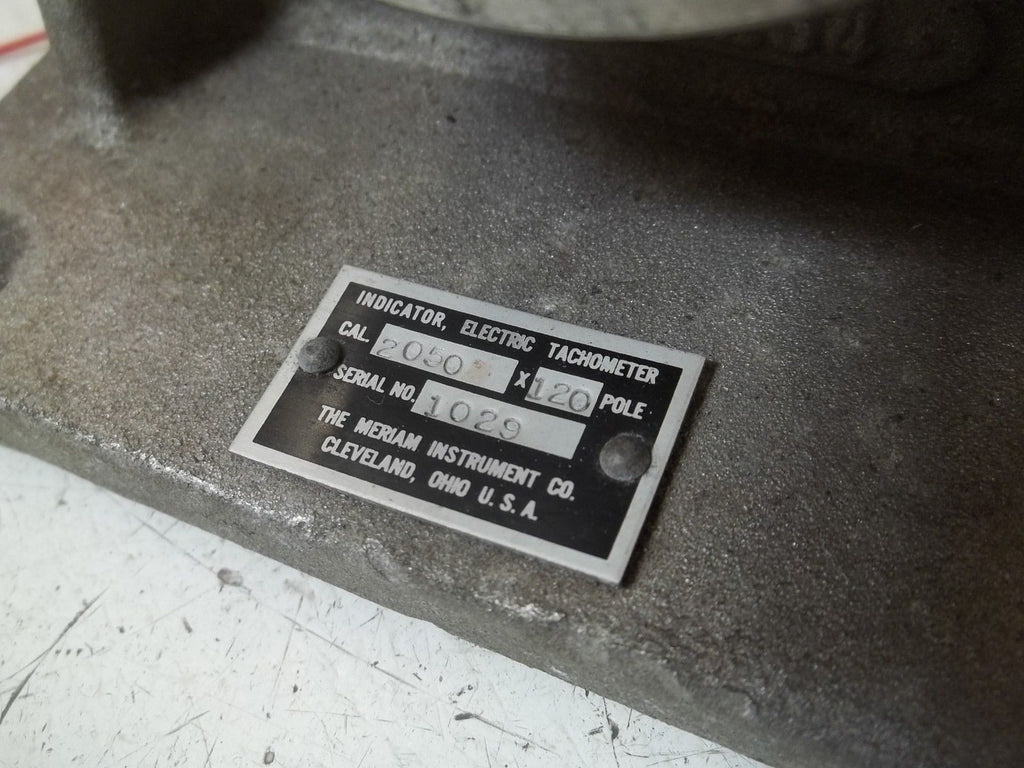 INDICATOR, ELECTRIC TACHOMETER
CAL. 2050 X 120 POLE
SERIAL NO. 1029
THE MERIAM INSTRUMENT CO.
CLEVELAND, OHIO U.S.A.